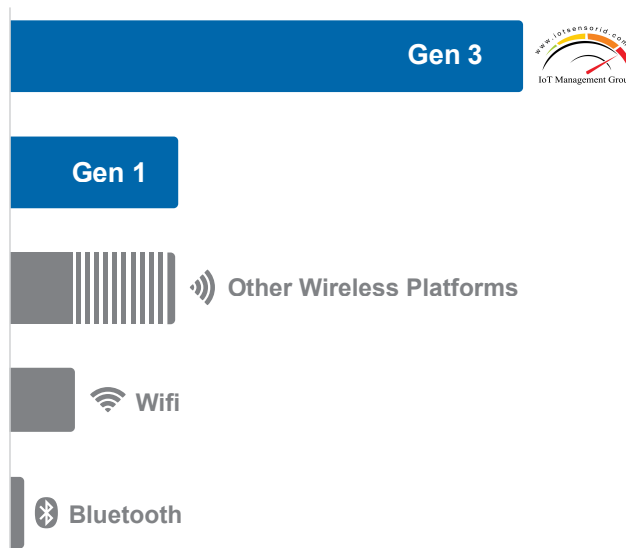 Gen 3
www.iotsensorid.com
IoT Management Grou
Gen 1
Other Wireless Platforms
Wifi
Bluetooth